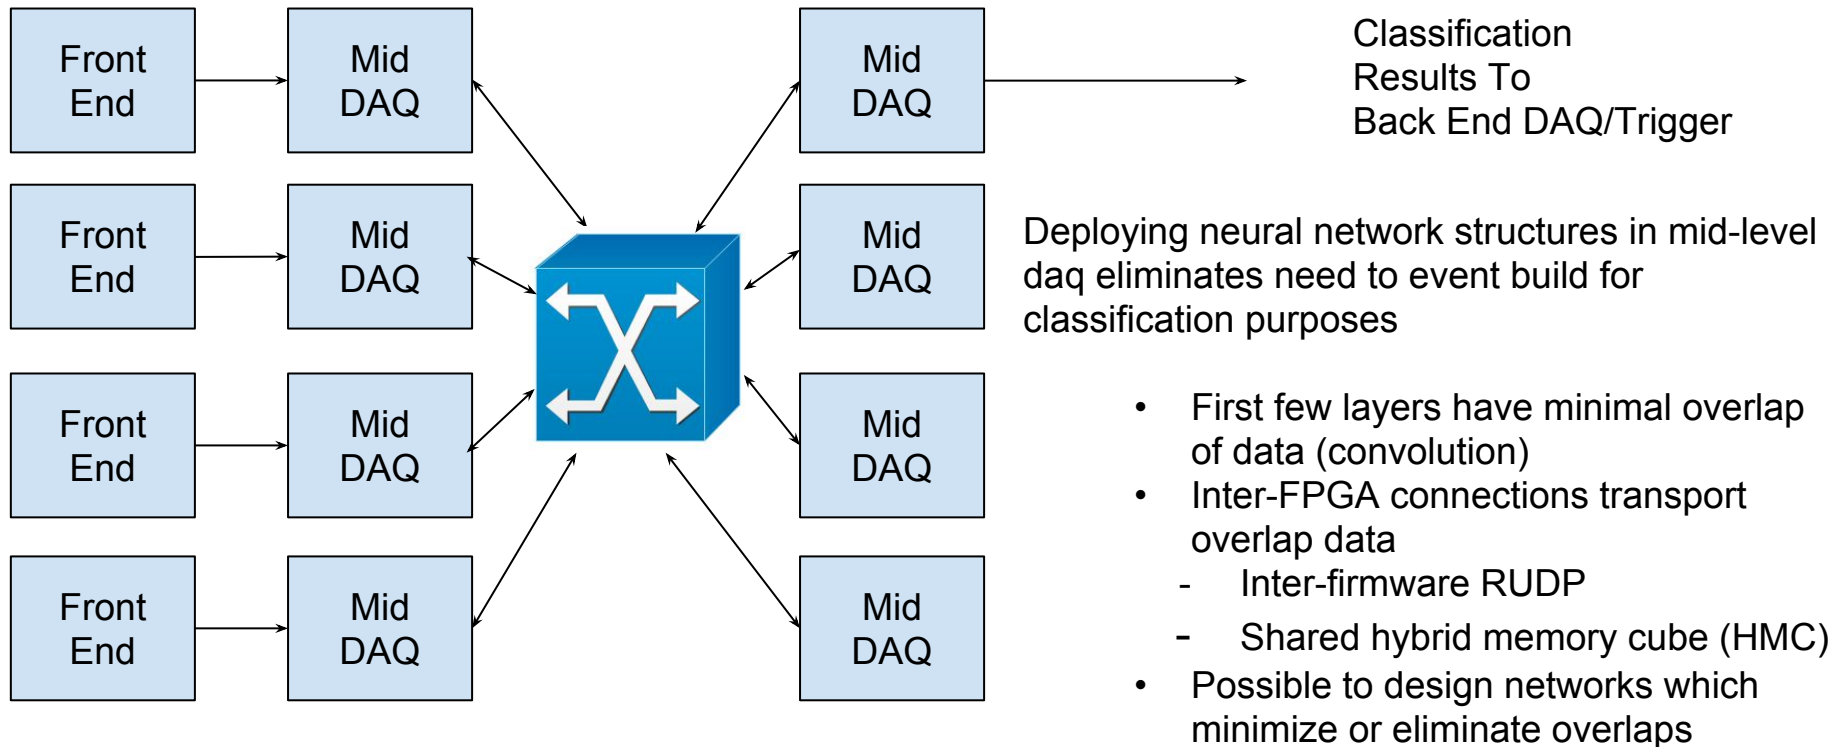 Front
End
Mid
DAQ
Mid
DAQ
Classification
Results To
Back End DAQ/Trigger
Front
End
Mid
DAQ
Mid
DAQ
Deploying neural network structures in mid-level
daq eliminates need to event build for
classification purposes
Front
End
Mid
DAQ
Mid
DAQ
• First few layers have minimal overlap
of data (convolution)
• Inter-FPGA connections transport
overlap data
- Inter-firmware RUDP
- Shared hybrid memory cube (HMC)
Front
End
Mid
DAQ
Mid
DAQ
• Possible to design networks which
minimize or eliminate overlaps